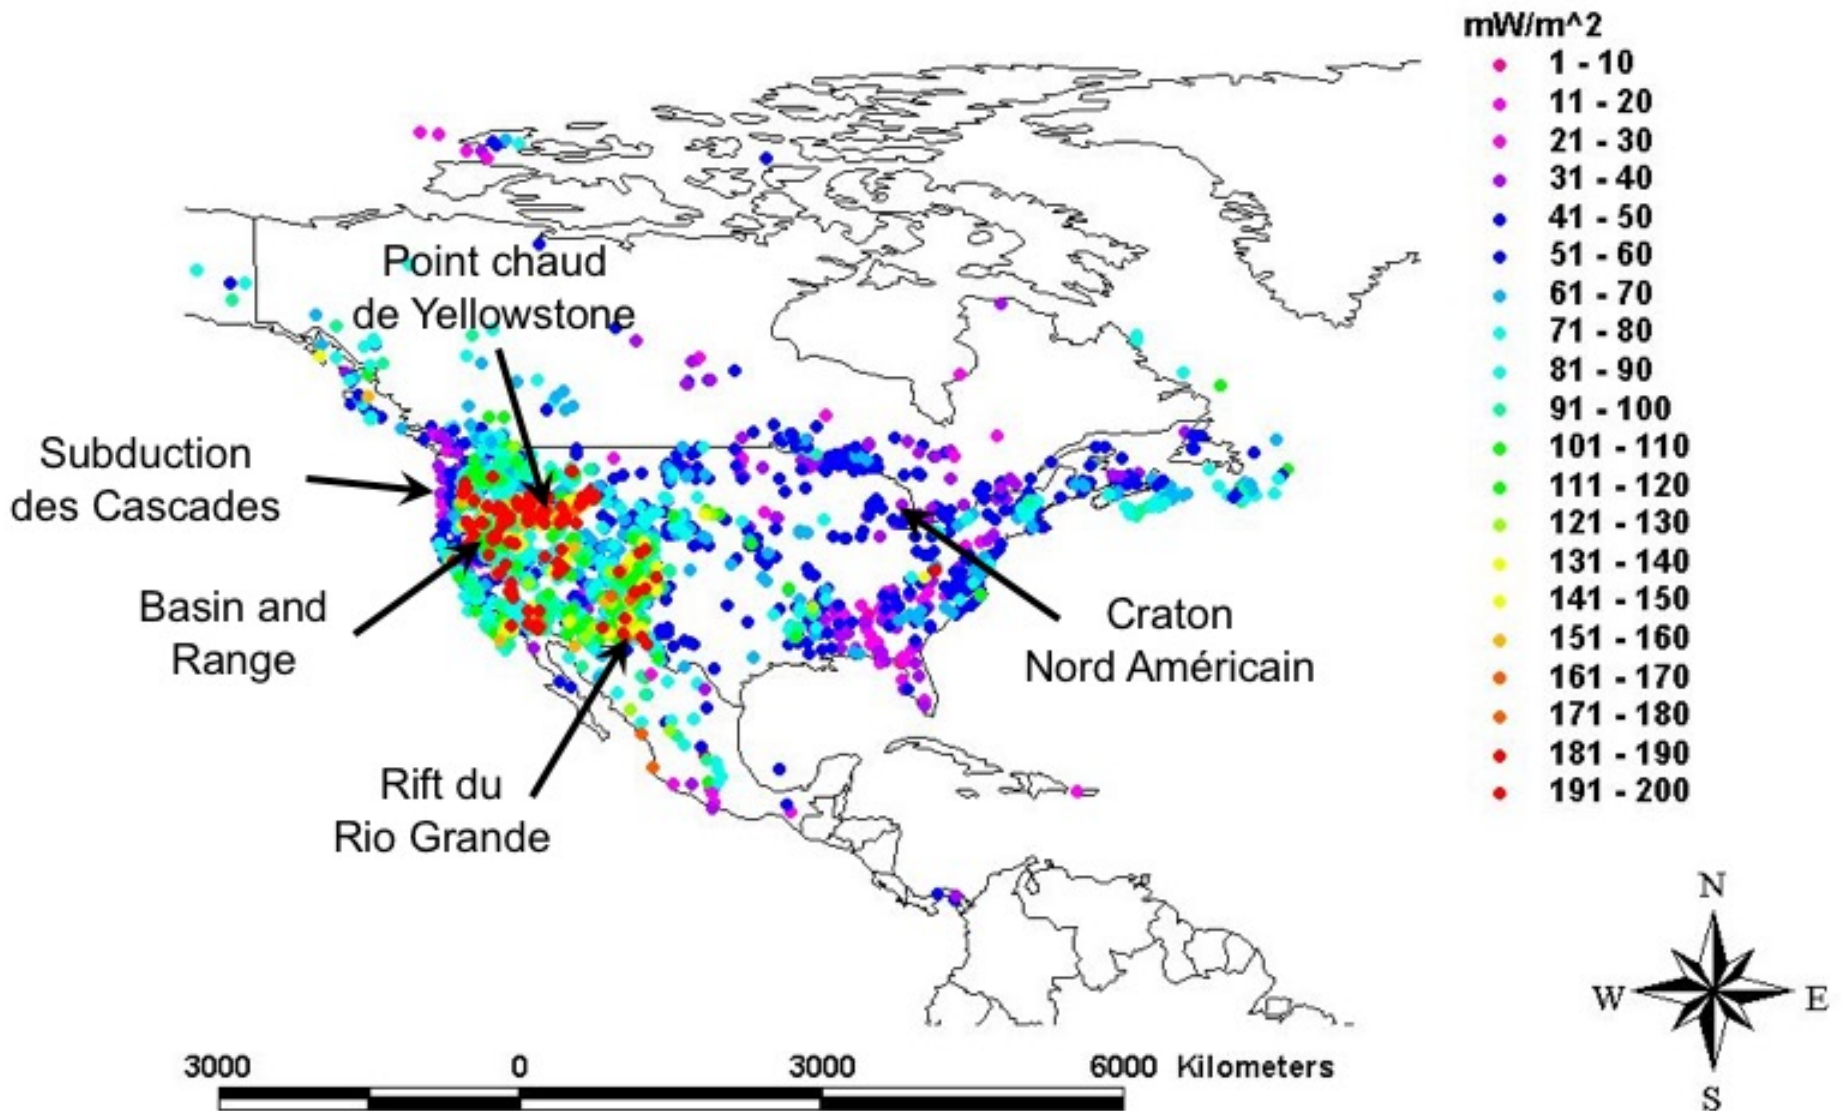 mW/m^2
1 - 10
11 - 20
21 - 30
31 - 40
41 - 50
51 - 60
61 - 70
71 - 80
81 - 90
91 - 100
101 - 110
111 - 120
121 - 130
131 - 140
141 - 150
151 - 160
161 - 170
171 - 180
181 - 190
191 - 200
Point chaud
de Yellowstone
Subduction
des Cascades
Basin and
Range
Craton
Nord Américain
Rift du
Rio Grande
N
W
E
S
3000 0 3000 6000 Kilometers